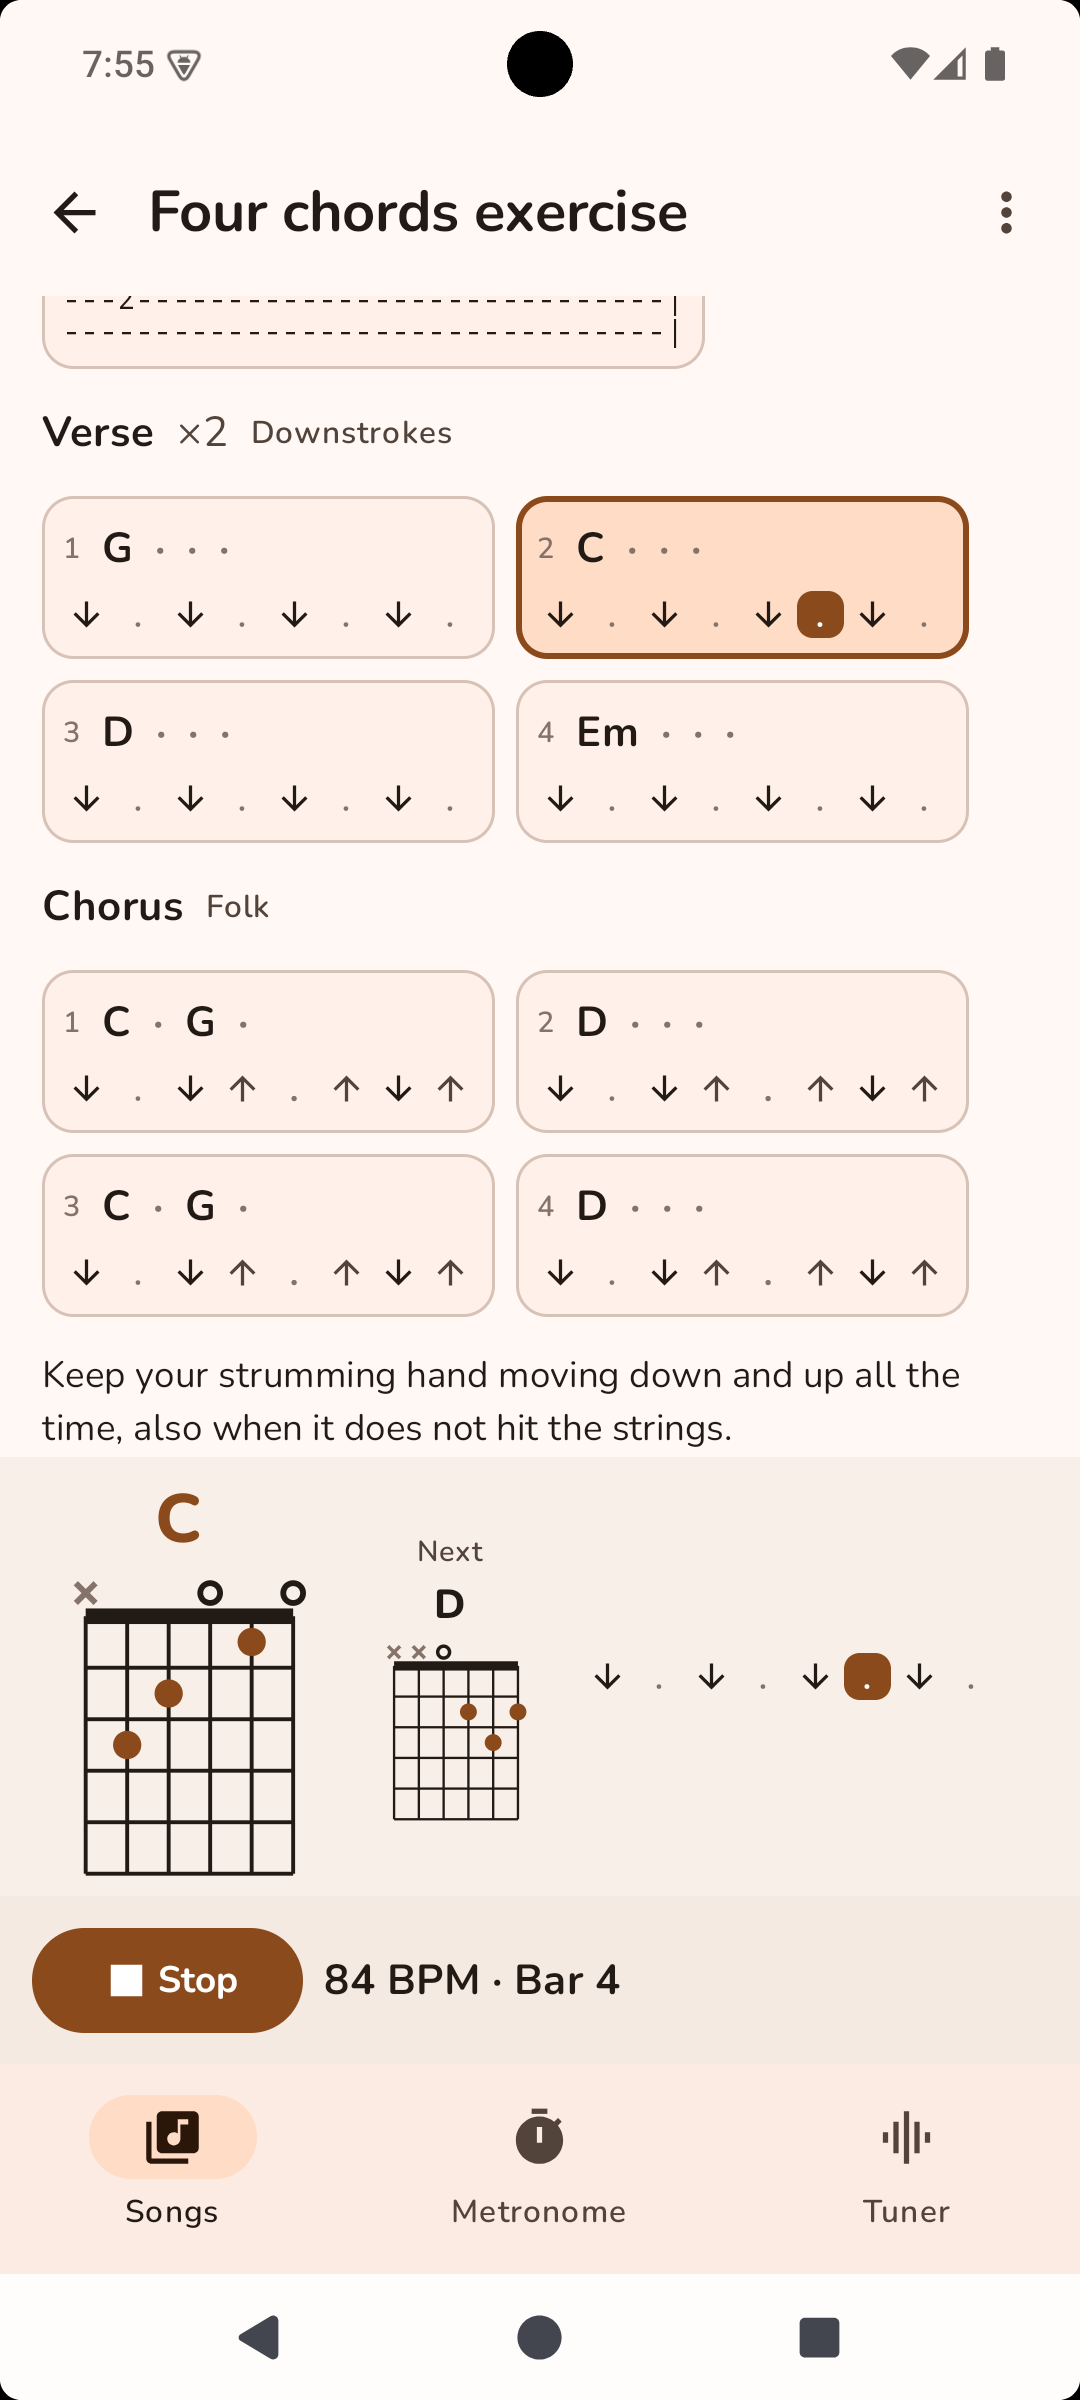 7:55
Four chords exercise
---2----------------------|
--------------------------|
Verse ×2 Downstrokes
1 G · · ·
↓ . ↓ . ↓ . ↓ .
2 C · · ·
↓ . ↓ . ↓ . ↓ .
3 D · · ·
↓ . ↓ . ↓ . ↓ .
4 Em · · ·
↓ . ↓ . ↓ . ↓ .
Chorus Folk
1 C · G ·
↓ . ↓ ↑ . ↑ ↓ ↑
2 D · · ·
↓ . ↓ ↑ . ↑ ↓ ↑
3 C · G ·
↓ . ↓ ↑ . ↑ ↓ ↑
4 D · · ·
↓ . ↓ ↑ . ↑ ↓ ↑
Keep your strumming hand moving down and up all the
time, also when it does not hit the strings.
C
Next
D
↓ . ↓ . ↓ . ↓ .
Stop
84 BPM · Bar 4
Songs
Metronome
Tuner